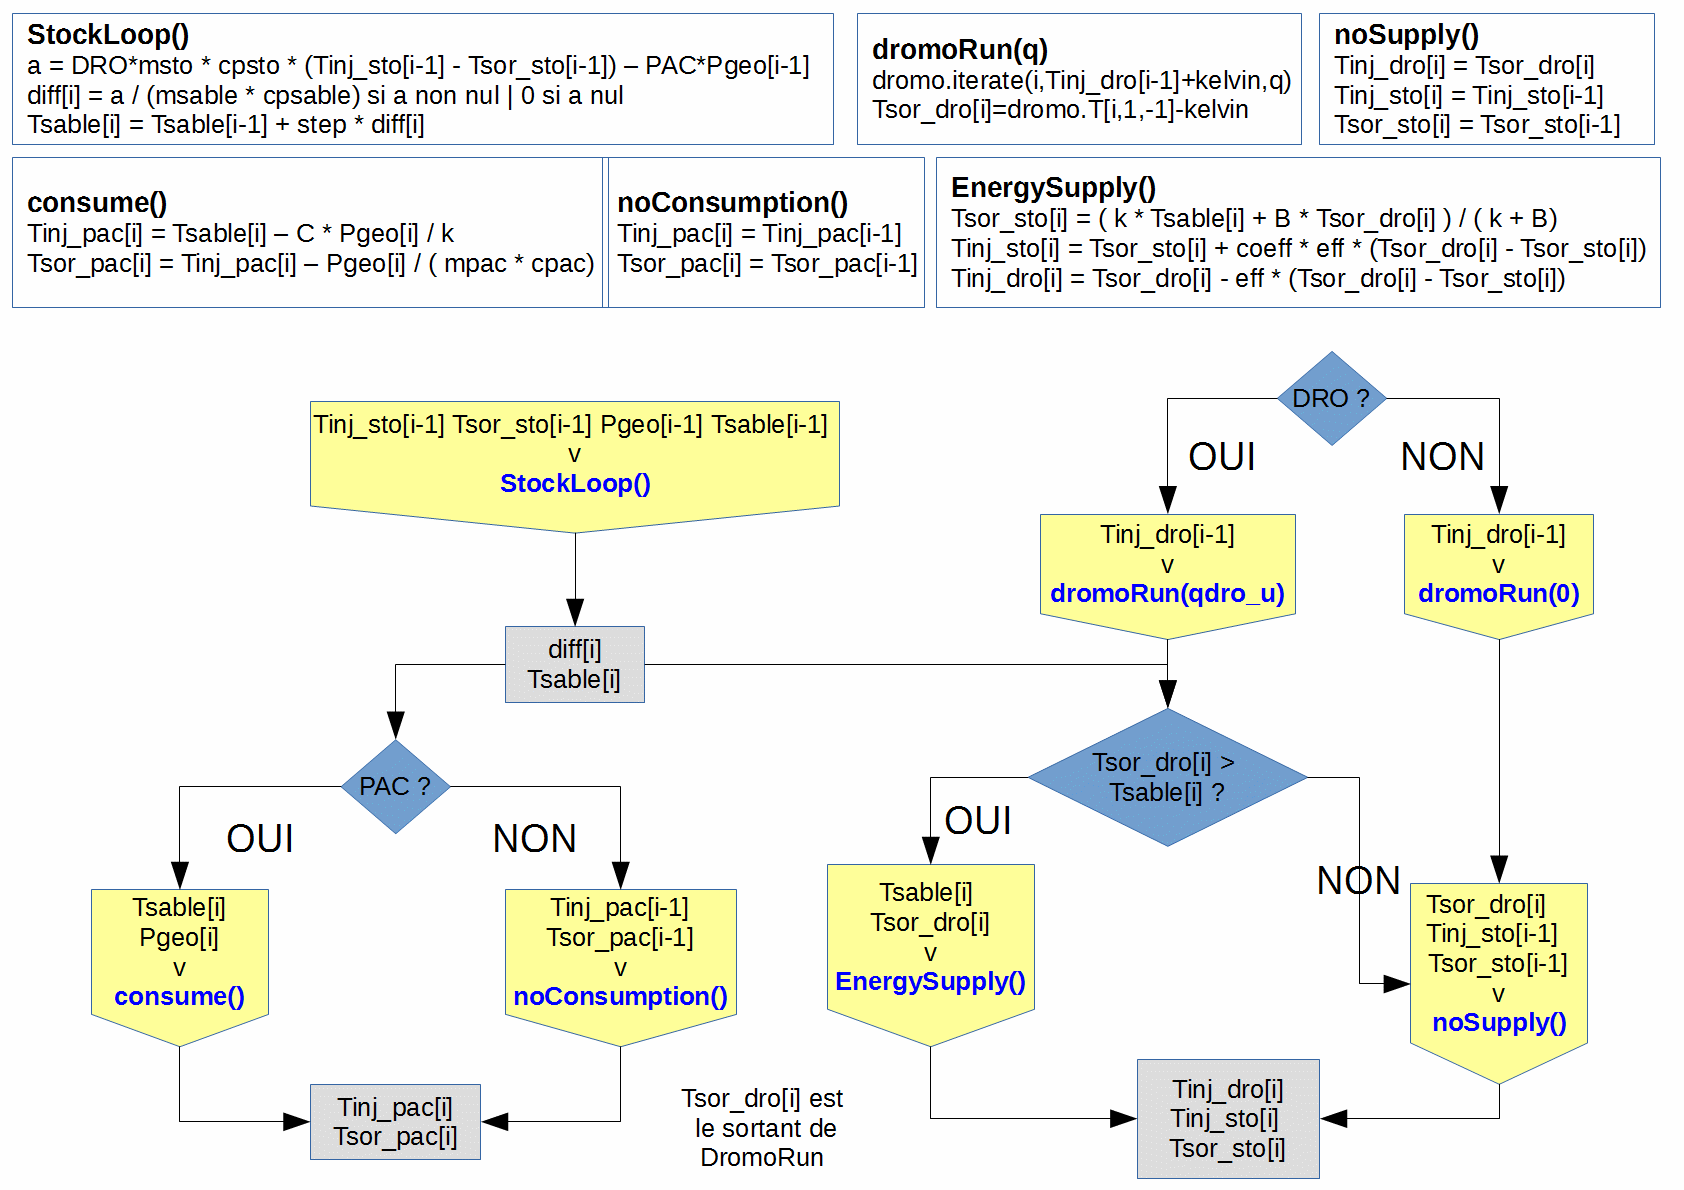 StockLoop()
a = DRO*msto * cpsto * (Tinj_sto[i-1] - Tsor_sto[i-1]) – PAC*Pgeo[i-1]
diff[i] = a / (msable * cpsable) si a non nul | 0 si a nul
Tsable[i] = Tsable[i-1] + step * diff[i]
dromoRun(q)
dromo.iterate(i,Tinj_dro[i-1]+kelvin,q)
Tsor_dro[i]=dromo.T[i,1,-1]-kelvin
noSupply()
Tinj_dro[i] = Tsor_dro[i]
Tinj_sto[i] = Tinj_sto[i-1]
Tsor_sto[i] = Tsor_sto[i-1]
consume()
Tinj_pac[i] = Tsable[i] – C * Pgeo[i] / k
Tsor_pac[i] = Tinj_pac[i] – Pgeo[i] / ( mpac * cpac)
noConsumption()
Tinj_pac[i] = Tinj_pac[i-1]
Tsor_pac[i] = Tsor_pac[i-1]
EnergySupply()
Tsor_sto[i] = ( k * Tsable[i] + B * Tsor_dro[i] ) / ( k + B)
Tinj_sto[i] = Tsor_sto[i] + coeff * eff * (Tsor_dro[i] - Tsor_sto[i])
Tinj_dro[i] = Tsor_dro[i] - eff * (Tsor_dro[i] - Tsor_sto[i])
Tinj_sto[i-1] Tsor_sto[i-1] Pgeo[i-1] Tsable[i-1]
v
StockLoop()
DRO ?
OUI
NON
Tinj_dro[i-1]
v
dromoRun(qdro_u)
Tinj_dro[i-1]
v
dromoRun(0)
diff[i]
Tsable[i]
PAC ?
OUI
NON
Tsor_dro[i] >
Tsable[i] ?
OUI
NON
Tsable[i]
Pgeo[i]
v
consume()
Tinj_pac[i-1]
Tsor_pac[i-1]
v
noConsumption()
Tsable[i]
Tsor_dro[i]
v
EnergySupply()
Tsor_dro[i]
Tinj_sto[i-1]
Tsor_sto[i-1]
v
noSupply()
Tinj_pac[i]
Tsor_pac[i]
Tsor_dro[i] est
le sortant de
DromoRun
Tinj_dro[i]
Tinj_sto[i]
Tsor_sto[i]